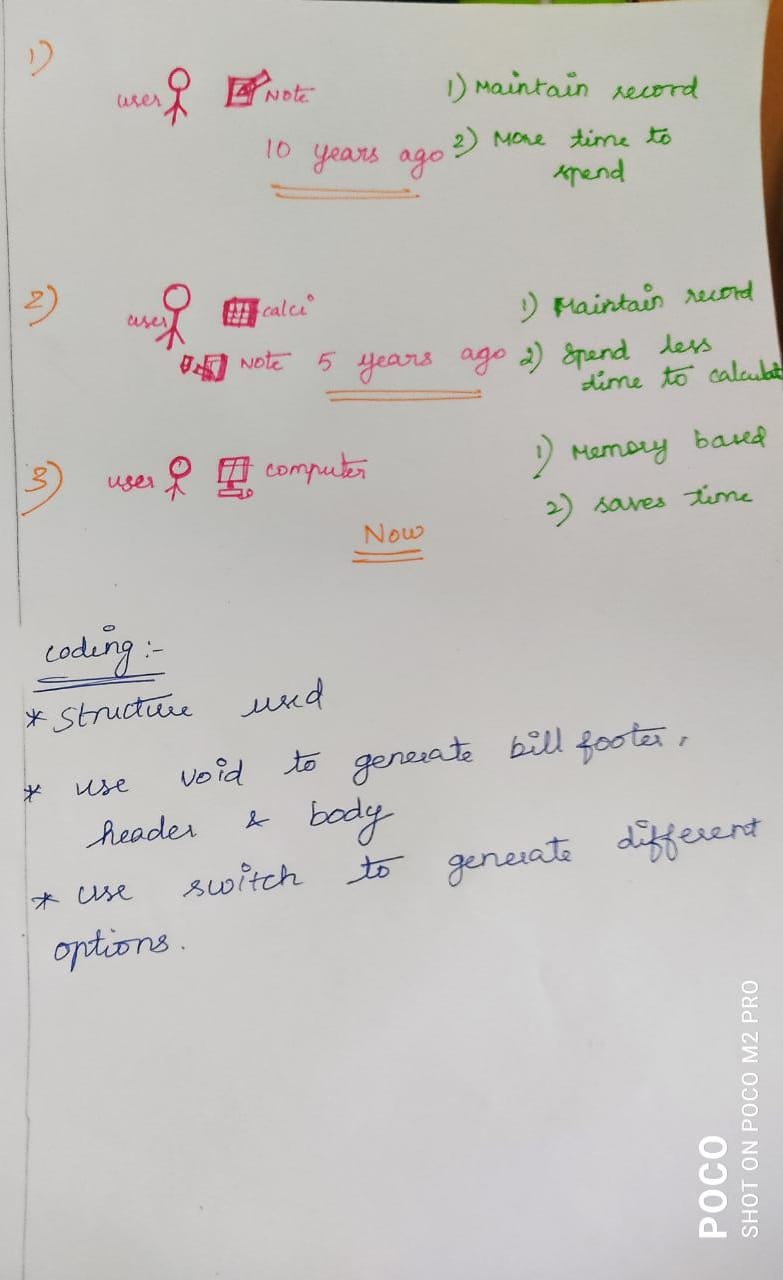 1)
user Note 1) Maintain record
10 years ago 2) More time to
spend
2)
user calci 1) Maintain record
Note 5 years ago 2) Spend less
time to calculat
3) user computer 1) Memory based
2) saves time
Now
coding :-
* Structure used
* use void to generate bill footer,
header & body
* use switch to generate different
options.
POCO
SHOT ON POCO M2 PRO